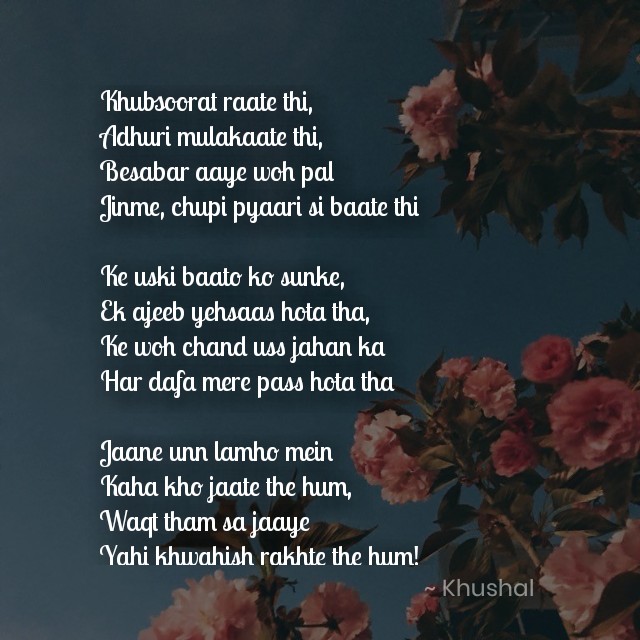 Khubsoorat raate thi,
Adhuri mulakaate thi,
Besabar aaye woh pal
Jinme, chupi pyaari si baate thi
Ke uski baato ko sunke,
Ek ajeeb yehsaas hota tha,
Ke woh chand uss jahan ka
Har dafa mere pass hota tha
Jaane unn lamho mein
Kaha kho jaate the hum,
Waqt tham sa jaaye
Yahi khwahish rakhte the hum!
~ Khushal